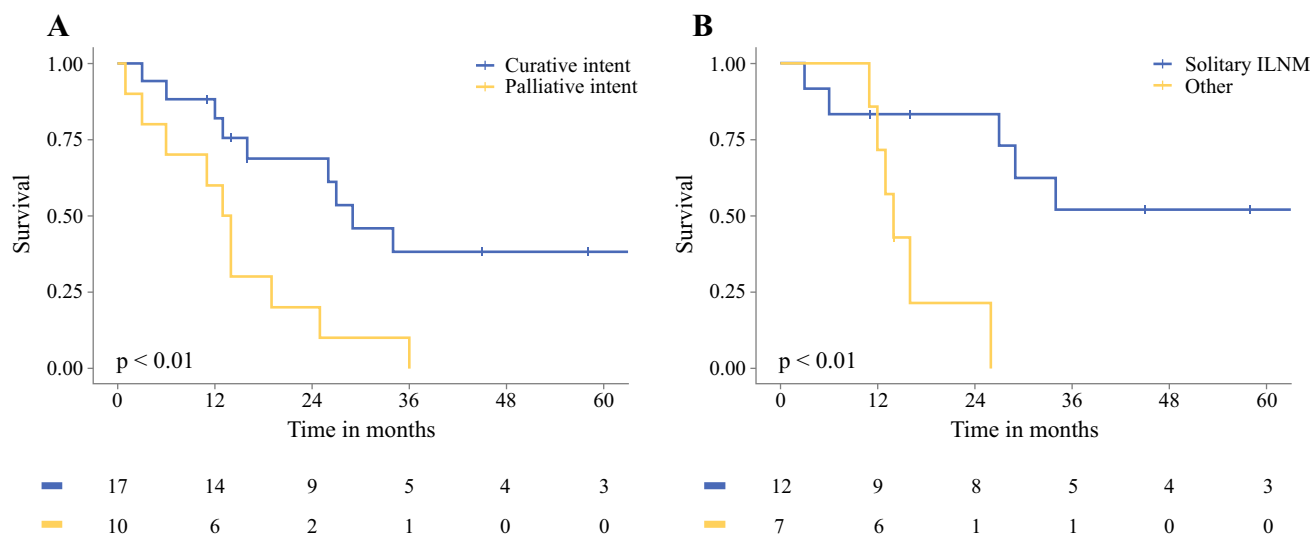 A
1.00
0.75
0.50
0.25
0.00
Survival
Curative intent
Palliative intent
p < 0.01
0 12 24 36 48 60
Time in months
17 14 9 5 4 3
10 6 2 1 0 0
B
1.00
0.75
0.50
0.25
0.00
Survival
Solitary ILNM
Other
p < 0.01
0 12 24 36 48 60
Time in months
12 9 8 5 4 3
7 6 1 1 0 0